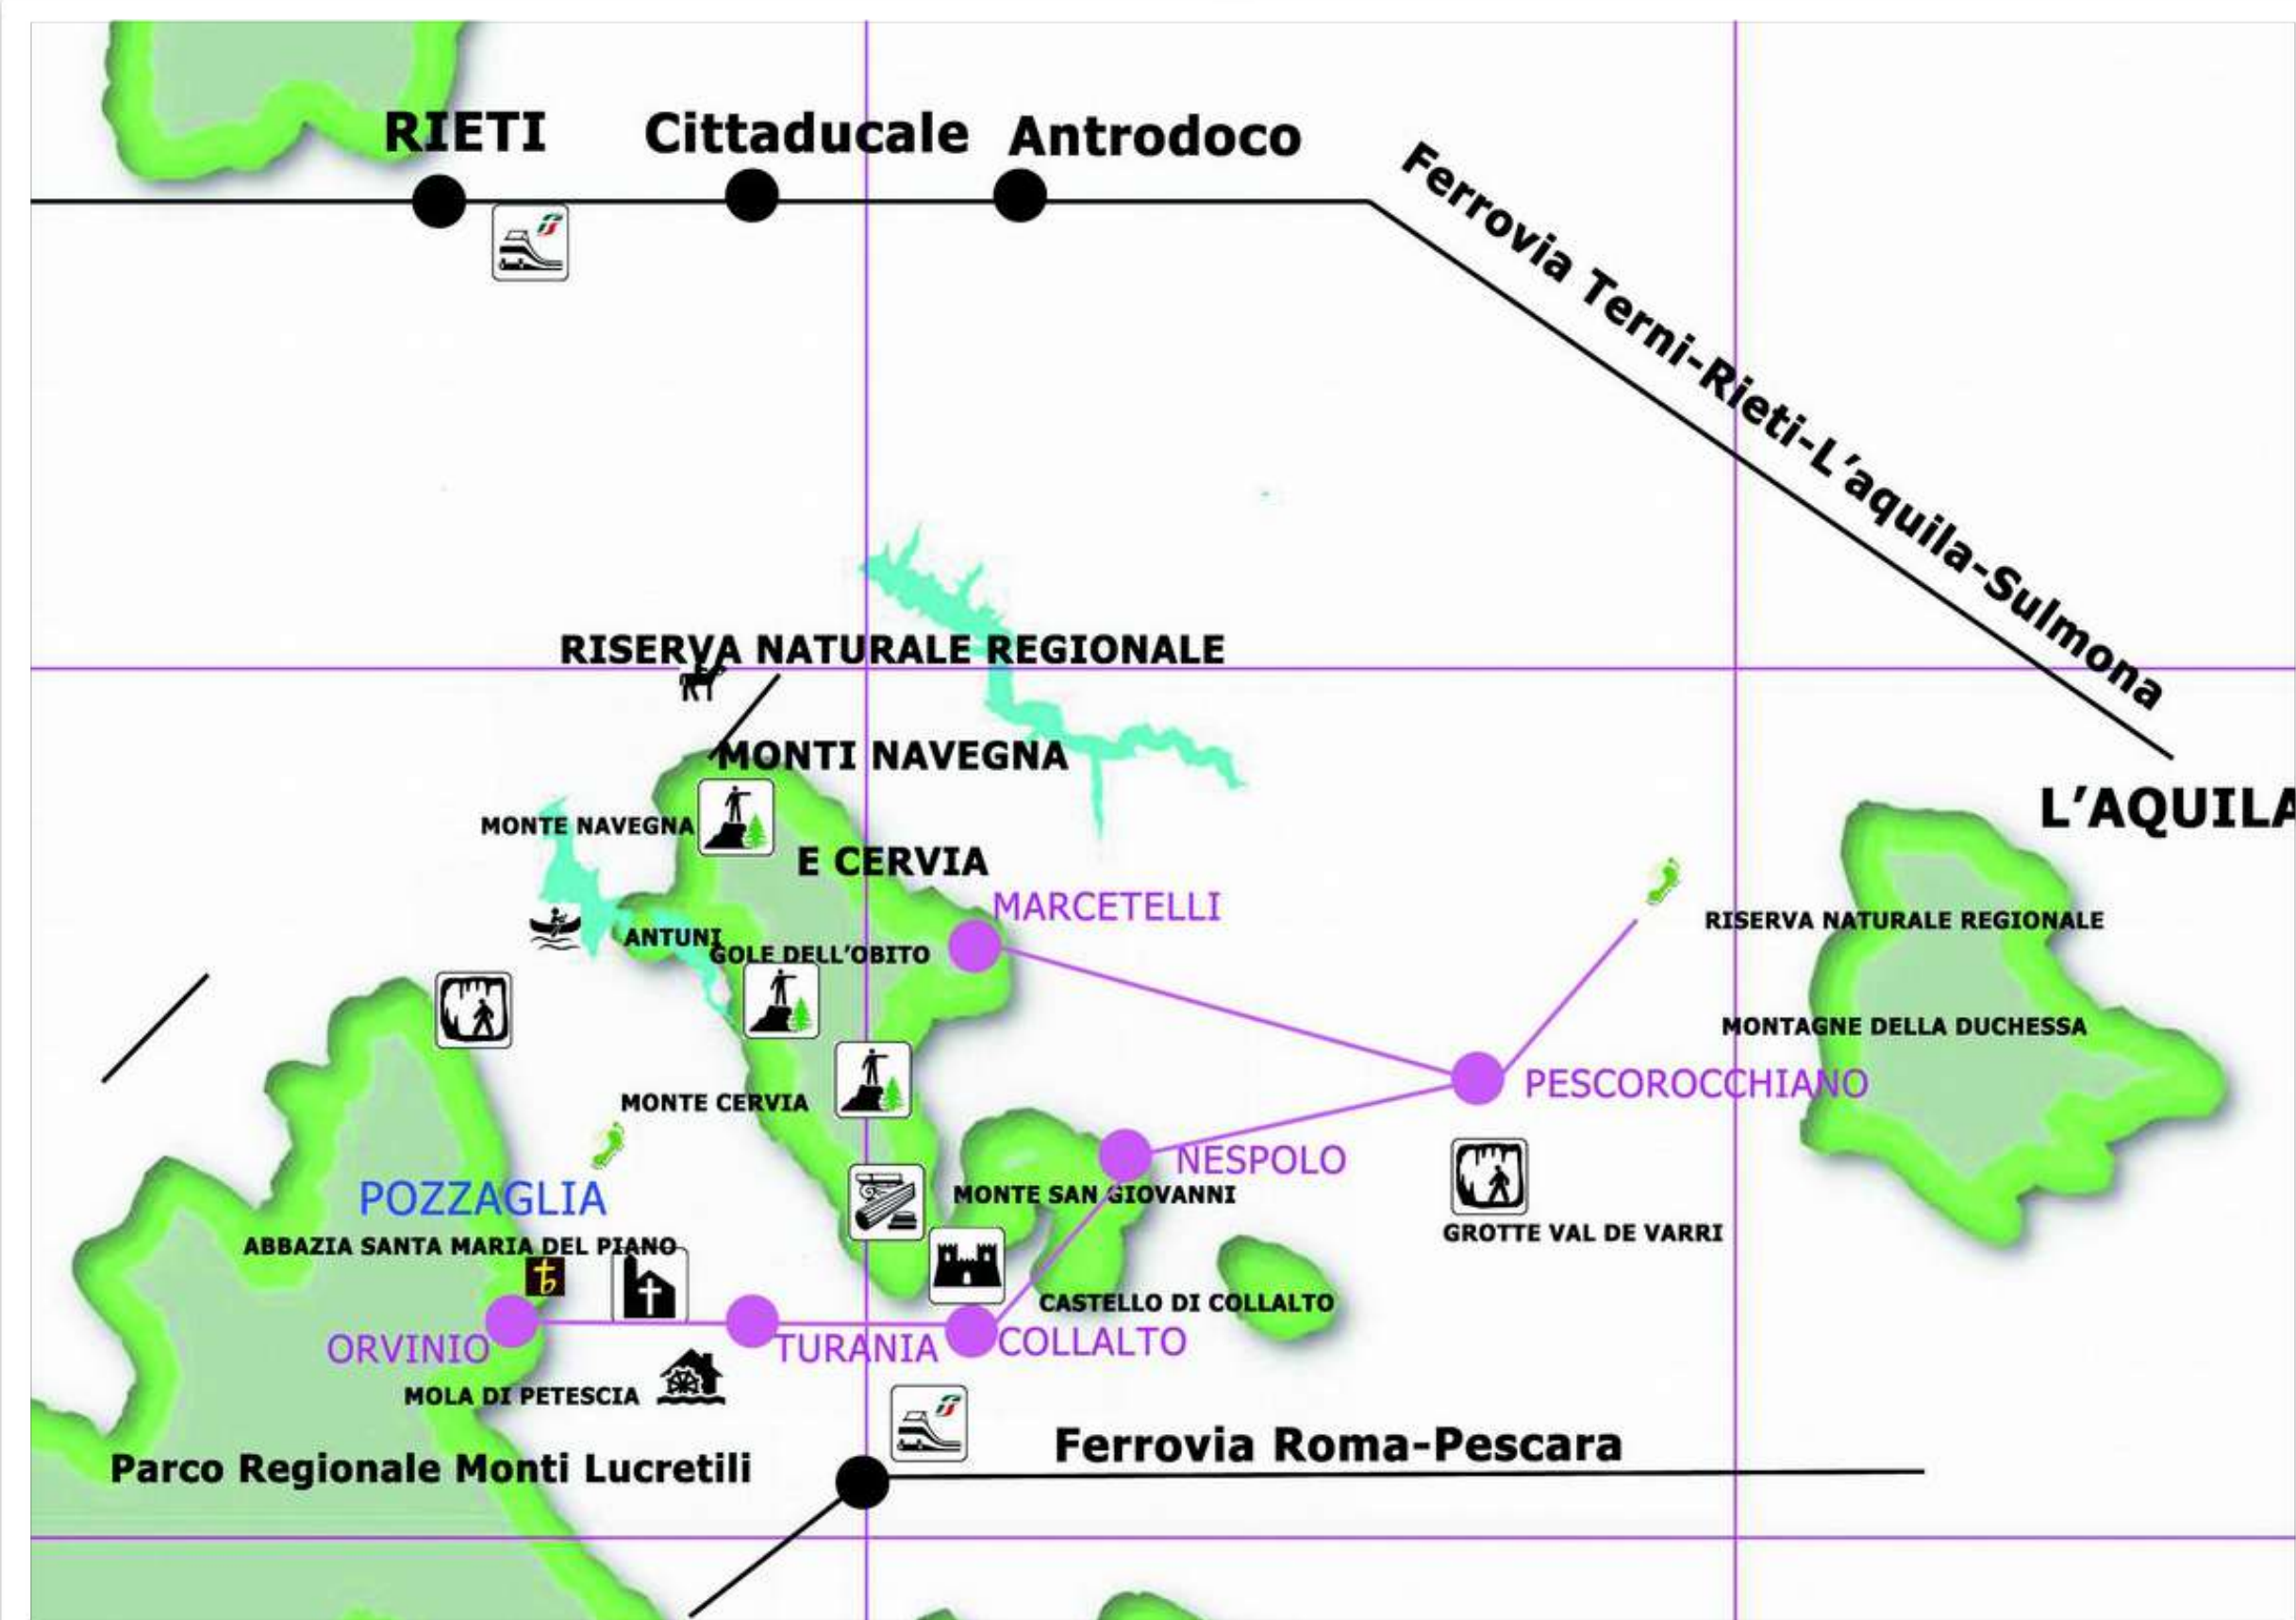 RIETI
Cittaducale
Antrodoco
Ferrovia Terni-Rieti-L'aquila-Sulmona
RISERVA NATURALE REGIONALE
MONTI NAVEGNA
MONTE NAVEGNA
L'AQUILA
E CERVIA
MARCETELLI
RISERVA NATURALE REGIONALE
ANTUNI
GOLE DELL'OBITO
MONTAGNE DELLA DUCHESSA
PESCOROCCHIANO
MONTE CERVIA
NESPOLO
POZZAGLIA
MONTE SAN GIOVANNI
GROTTE VAL DE VARRI
ABBAZIA SANTA MARIA DEL PIANO
CASTELLO DI COLLALTO
ORVINIO
TURANIA
COLLALTO
MOLA DI PETESCIA
Ferrovia Roma-Pescara
Parco Regionale Monti Lucretili